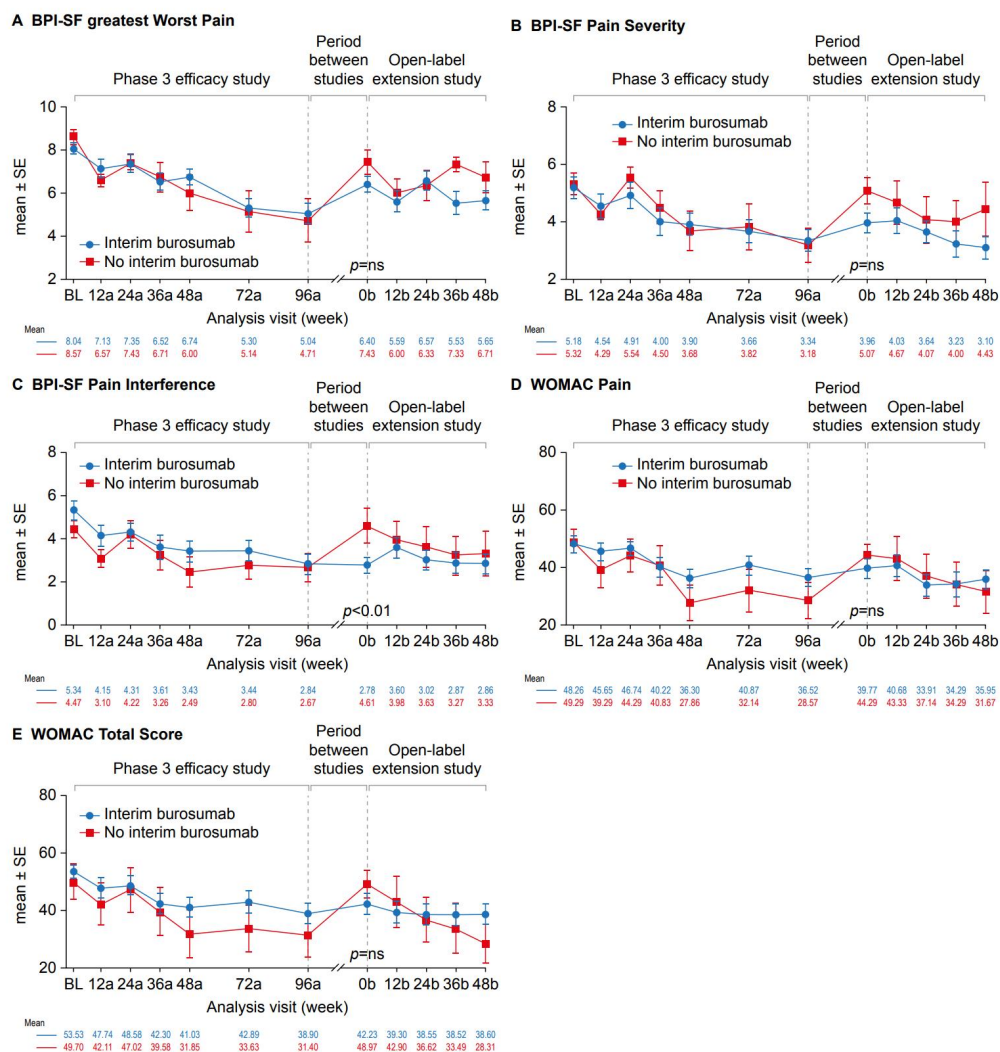 A BPI-SF greatest Worst Pain
Period
between
studies
Open-label
extension study
Phase 3 efficacy study
10
8
6
4
2
mean ± SE
Interim burosumab
No interim burosumab
p=ns
BL 12a 24a 36a 48a 72a 96a 0b 12b 24b 36b 48b
Analysis visit (week)
Mean
8.04 7.13 7.35 6.52 6.74 5.30 5.04 6.40 5.59 6.57 5.53 5.65
8.57 6.57 7.43 6.71 6.00 5.14 4.71 7.43 6.00 6.33 7.33 6.71
B BPI-SF Pain Severity
Period
between
studies
Open-label
extension study
Phase 3 efficacy study
8
6
4
2
mean ± SE
Interim burosumab
No interim burosumab
p=ns
BL 12a 24a 36a 48a 72a 96a 0b 12b 24b 36b 48b
Analysis visit (week)
Mean
5.18 4.54 4.91 4.00 3.90 3.66 3.34 3.96 4.03 3.64 3.23 3.10
5.32 4.29 5.54 4.50 3.68 3.82 3.18 5.07 4.67 4.07 4.00 4.43
C BPI-SF Pain Interference
Period
between
studies
Open-label
extension study
Phase 3 efficacy study
8
6
4
2
0
mean ± SE
Interim burosumab
No interim burosumab
p<0.01
BL 12a 24a 36a 48a 72a 96a 0b 12b 24b 36b 48b
Analysis visit (week)
Mean
5.34 4.15 4.31 3.61 3.43 3.44 2.84 2.78 3.60 3.02 2.87 2.86
4.47 3.10 4.22 3.26 2.49 2.80 2.67 4.61 3.98 3.63 3.27 3.33
D WOMAC Pain
Period
between
studies
Open-label
extension study
Phase 3 efficacy study
80
60
40
20
mean ± SE
Interim burosumab
No interim burosumab
p=ns
BL 12a 24a 36a 48a 72a 96a 0b 12b 24b 36b 48b
Analysis visit (week)
Mean
48.26 45.65 46.74 40.22 36.30 40.87 36.52 39.77 40.68 33.91 34.29 35.95
49.29 39.29 44.29 40.83 27.86 32.14 28.57 44.29 43.33 37.14 34.29 31.67
E WOMAC Total Score
Period
between
studies
Open-label
extension study
Phase 3 efficacy study
80
60
40
20
mean ± SE
Interim burosumab
No interim burosumab
p=ns
BL 12a 24a 36a 48a 72a 96a 0b 12b 24b 36b 48b
Analysis visit (week)
Mean
53.53 47.74 48.58 42.30 41.03 42.89 38.90 42.23 39.30 38.55 38.52 38.60
49.70 42.11 47.02 39.58 31.85 33.63 31.40 48.97 42.90 36.62 33.49 28.31